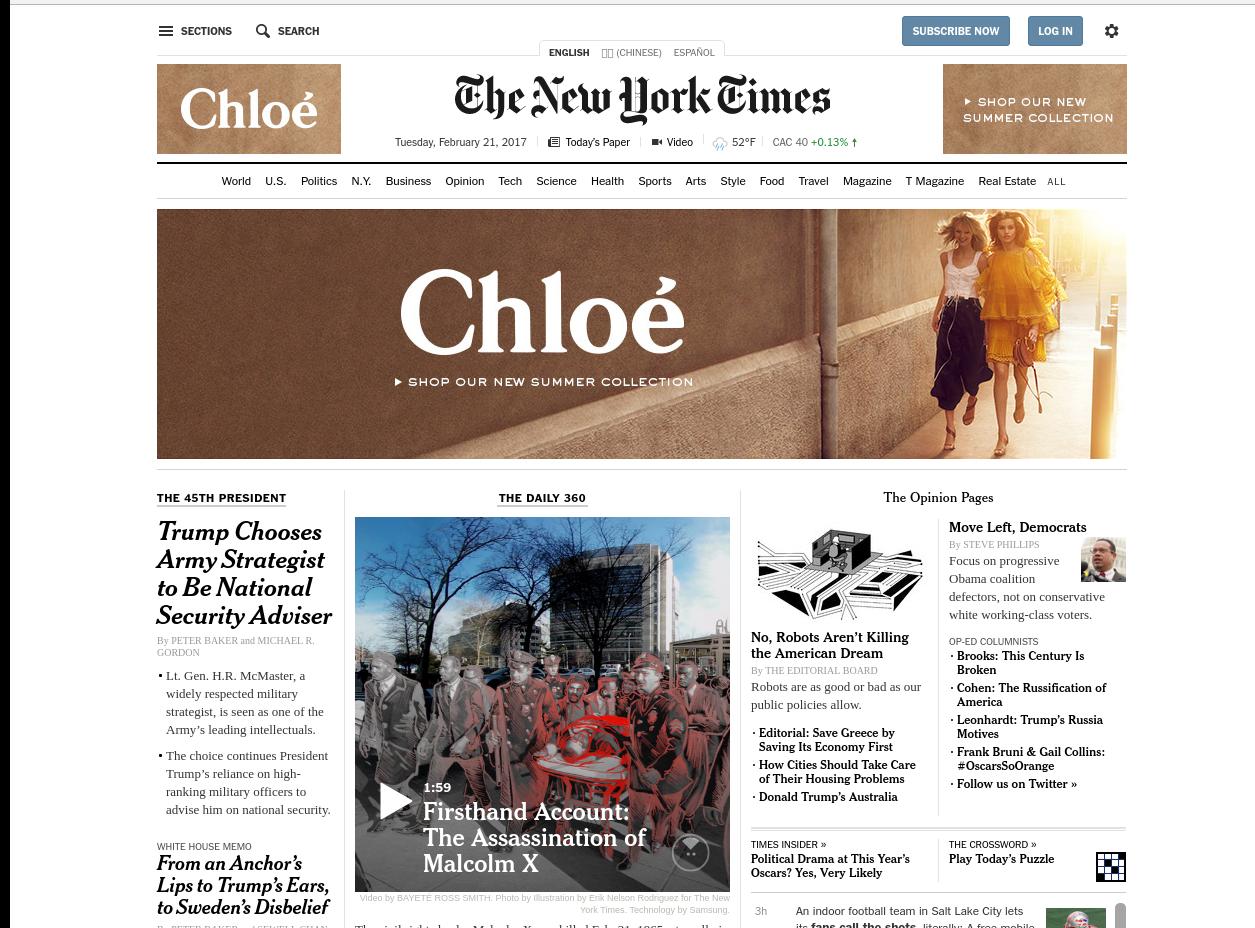 SECTIONS
SEARCH
SUBSCRIBE NOW
LOG IN
ENGLISH
(CHINESE)
ESPAÑOL
Chloé
The New York Times
SHOP OUR NEW
SUMMER COLLECTION
Tuesday, February 21, 2017
Today's Paper
Video
52°F
CAC 40 +0.13%
World U.S. Politics N.Y. Business Opinion Tech Science Health Sports Arts Style Food Travel Magazine T Magazine Real Estate ALL
Chloé
SHOP OUR NEW SUMMER COLLECTION
THE 45TH PRESIDENT
Trump Chooses
Army Strategist
to Be National
Security Adviser
By PETER BAKER and MICHAEL R.
GORDON
• Lt. Gen. H.R. McMaster, a
widely respected military
strategist, is seen as one of the
Army's leading intellectuals.
• The choice continues President
Trump's reliance on high-
ranking military officers to
advise him on national security.
WHITE HOUSE MEMO
From an Anchor's
Lips to Trump's Ears,
to Sweden's Disbelief
THE DAILY 360
1:59
Firsthand Account:
The Assassination of
Malcolm X
Video by BAYETÉ ROSS SMITH. Photo by Illustration by Erik Nelson Rodriguez for The New
York Times. Technology by Samsung.
The Opinion Pages
No, Robots Aren't Killing
the American Dream
By THE EDITORIAL BOARD
Robots are as good or bad as our
public policies allow.
· Editorial: Save Greece by
Saving Its Economy First
· How Cities Should Take Care
of Their Housing Problems
· Donald Trump's Australia
Move Left, Democrats
By STEVE PHILLIPS
Focus on progressive
Obama coalition
defectors, not on conservative
white working-class voters.
OP-ED COLUMNISTS
· Brooks: This Century Is
Broken
· Cohen: The Russification of
America
· Leonhardt: Trump's Russia
Motives
· Frank Bruni & Gail Collins:
#OscarsSoOrange
· Follow us on Twitter »
TIMES INSIDER »
Political Drama at This Year's
Oscars? Yes, Very Likely
THE CROSSWORD »
Play Today's Puzzle
3h
An indoor football team in Salt Lake City lets
its fans call the shots, literally: A free mobile